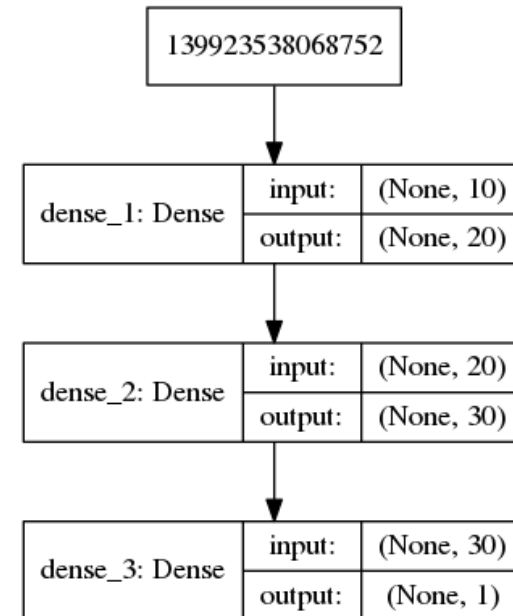 139923538068752
dense_1: Dense
input: (None, 10)
output: (None, 20)
dense_2: Dense
input: (None, 20)
output: (None, 30)
dense_3: Dense
input: (None, 30)
output: (None, 1)